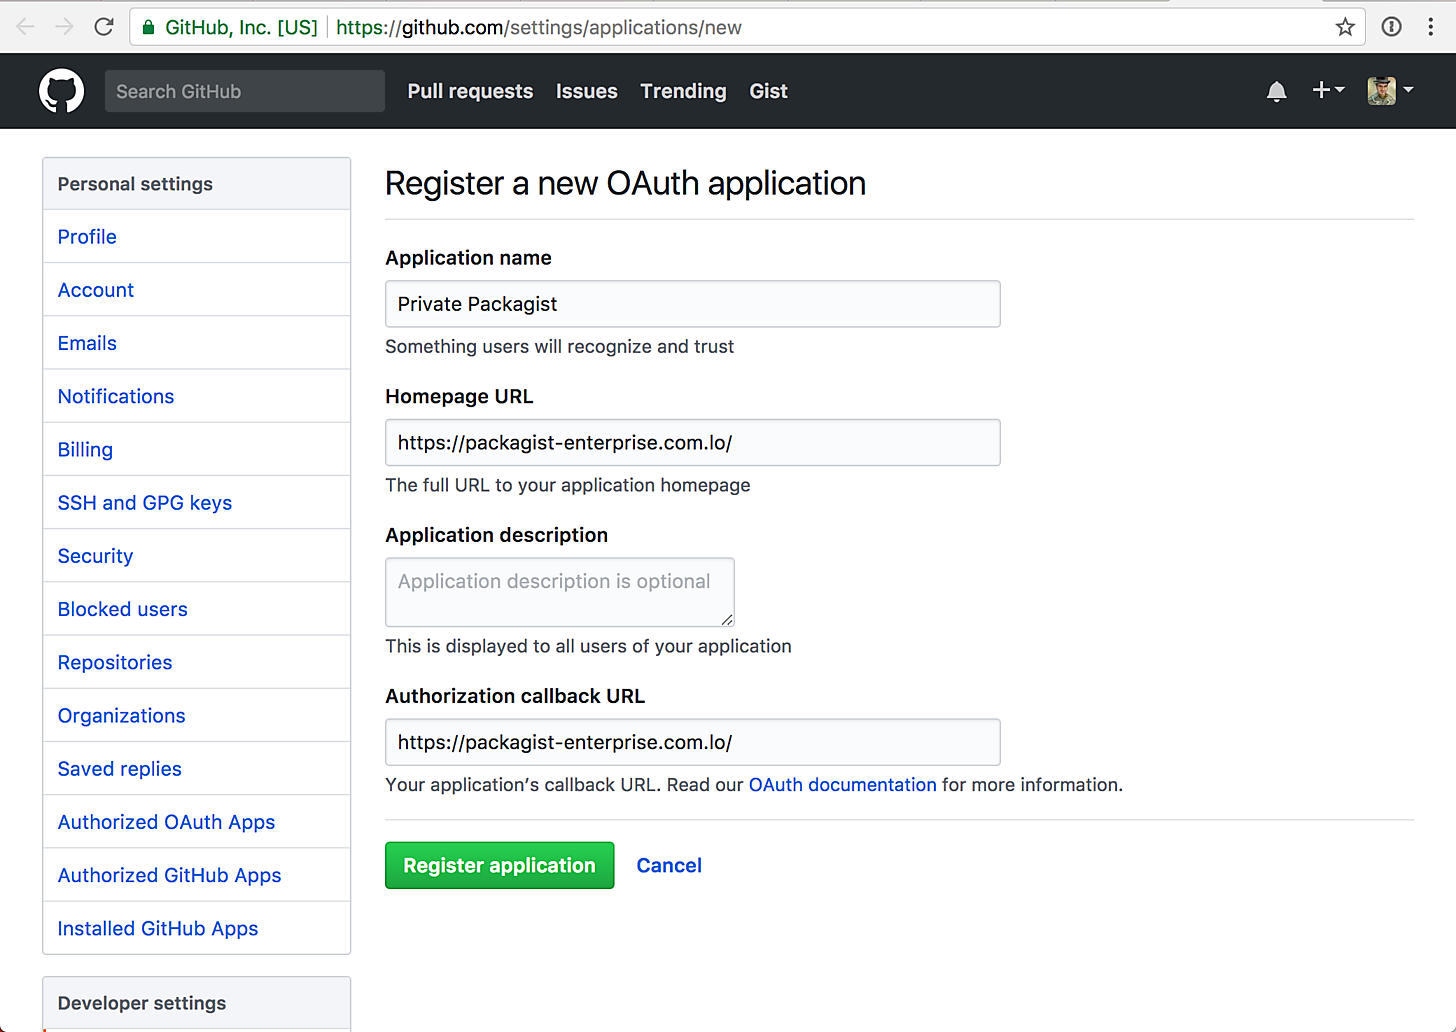 GitHub, Inc. [US] https://github.com/settings/applications/new
Search GitHub
Pull requests Issues Trending Gist
Personal settings
Profile
Account
Emails
Notifications
Billing
SSH and GPG keys
Security
Blocked users
Repositories
Organizations
Saved replies
Authorized OAuth Apps
Authorized GitHub Apps
Installed GitHub Apps
Developer settings
Register a new OAuth application
Application name
Private Packagist
Something users will recognize and trust
Homepage URL
https://packagist-enterprise.com.lo/
The full URL to your application homepage
Application description
Application description is optional
This is displayed to all users of your application
Authorization callback URL
https://packagist-enterprise.com.lo/
Your application’s callback URL. Read our OAuth documentation for more information.
Register application Cancel